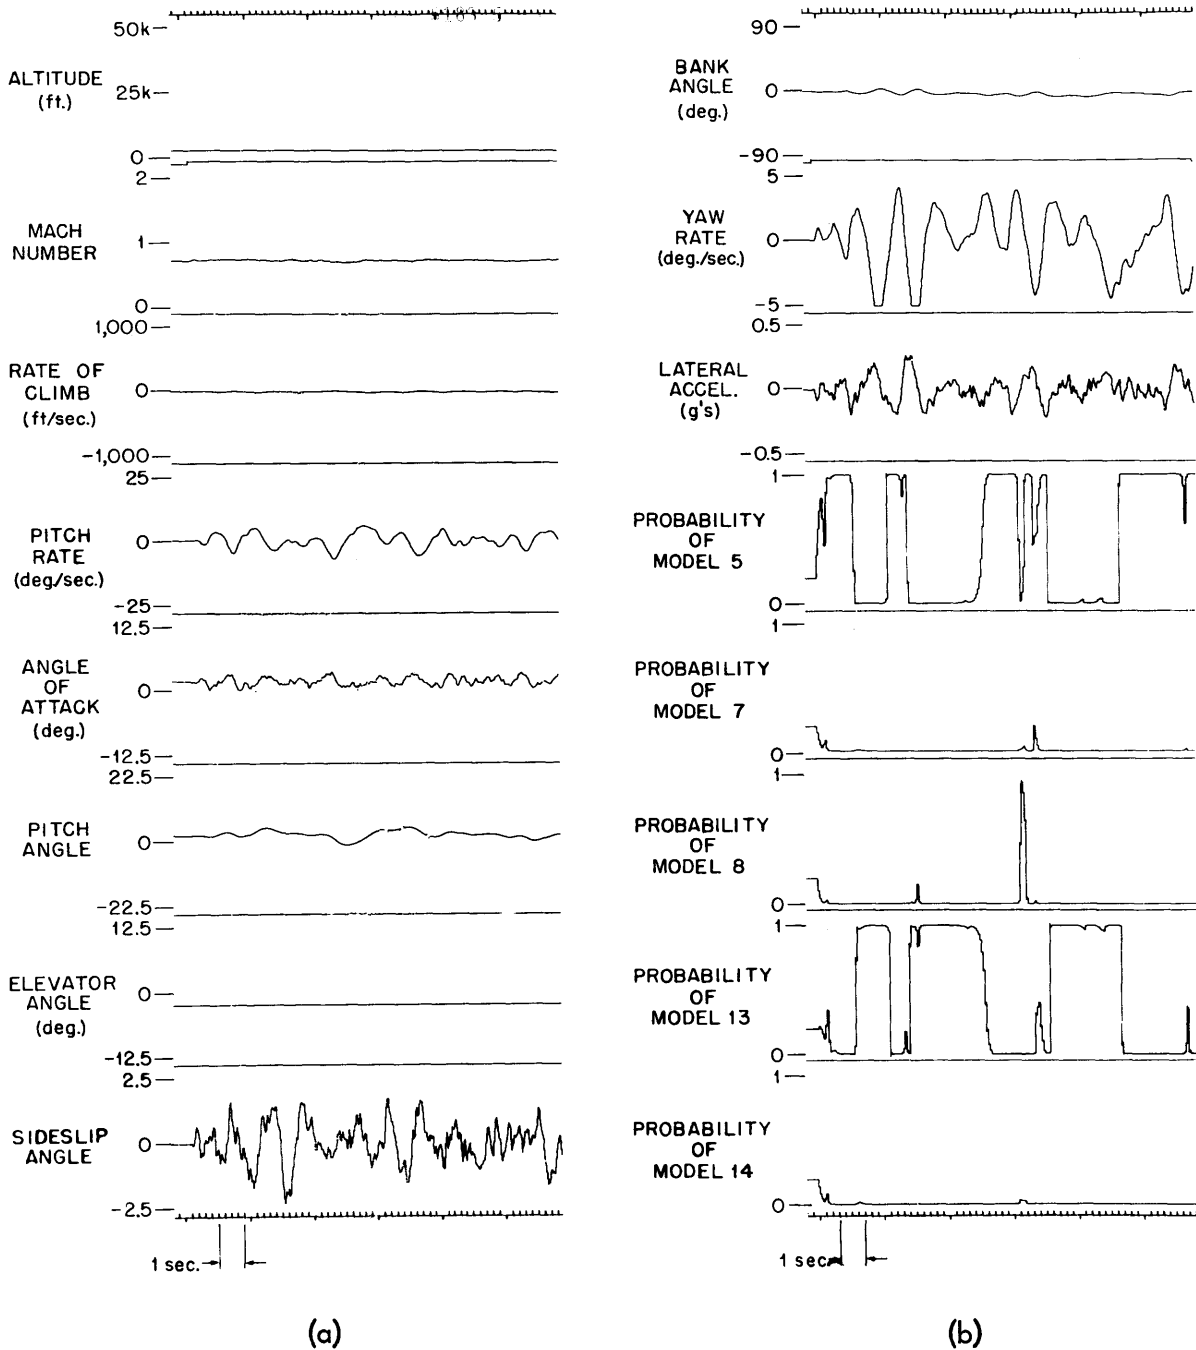 50k
ALTITUDE
(ft.)
25k
0
2
MACH
NUMBER
1
0
1,000
RATE OF
CLIMB
(ft/sec.)
0
-1,000
25
PITCH
RATE
(deg/sec.)
0
-25
12.5
ANGLE
OF
ATTACK
(deg.)
0
-12.5
22.5
PITCH
ANGLE
0
-22.5
12.5
ELEVATOR
ANGLE
(deg.)
0
-12.5
2.5
SIDESLIP
ANGLE
0
-2.5
1 sec.
(a)
90
BANK
ANGLE
(deg.)
0
-90
5
YAW
RATE
(deg./sec.)
0
-5
0.5
LATERAL
ACCEL.
(g's)
0
-0.5
1
PROBABILITY
OF
MODEL 5
0
1
PROBABILITY
OF
MODEL 7
0
1
PROBABILITY
OF
MODEL 8
0
1
PROBABILITY
OF
MODEL 13
0
1
PROBABILITY
OF
MODEL 14
0
1 sec.
(b)